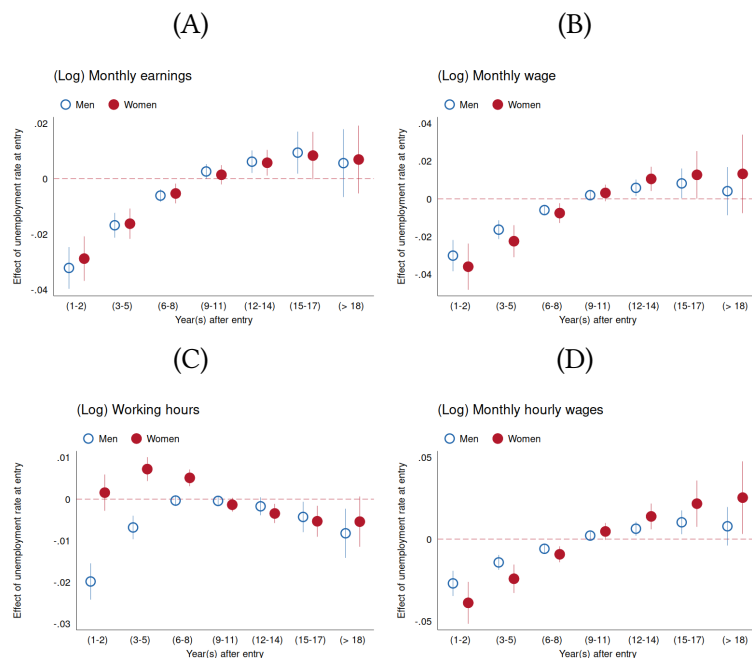 (A)
(Log) Monthly earnings
Men Women
Effect of unemployment rate at entry
.02
0
-.02
-.04
(1-2) (3-5) (6-8) (9-11) (12-14) (15-17) (> 18)
Year(s) after entry
(B)
(Log) Monthly wage
Men Women
Effect of unemployment rate at entry
.04
.02
0
-.02
-.04
(1-2) (3-5) (6-8) (9-11) (12-14) (15-17) (> 18)
Year(s) after entry
(C)
(Log) Working hours
Men Women
Effect of unemployment rate at entry
.01
0
-.01
-.02
-.03
(1-2) (3-5) (6-8) (9-11) (12-14) (15-17) (> 18)
Year(s) after entry
(D)
(Log) Monthly hourly wages
Men Women
Effect of unemployment rate at entry
.05
0
-.05
(1-2) (3-5) (6-8) (9-11) (12-14) (15-17) (> 18)
Year(s) after entry